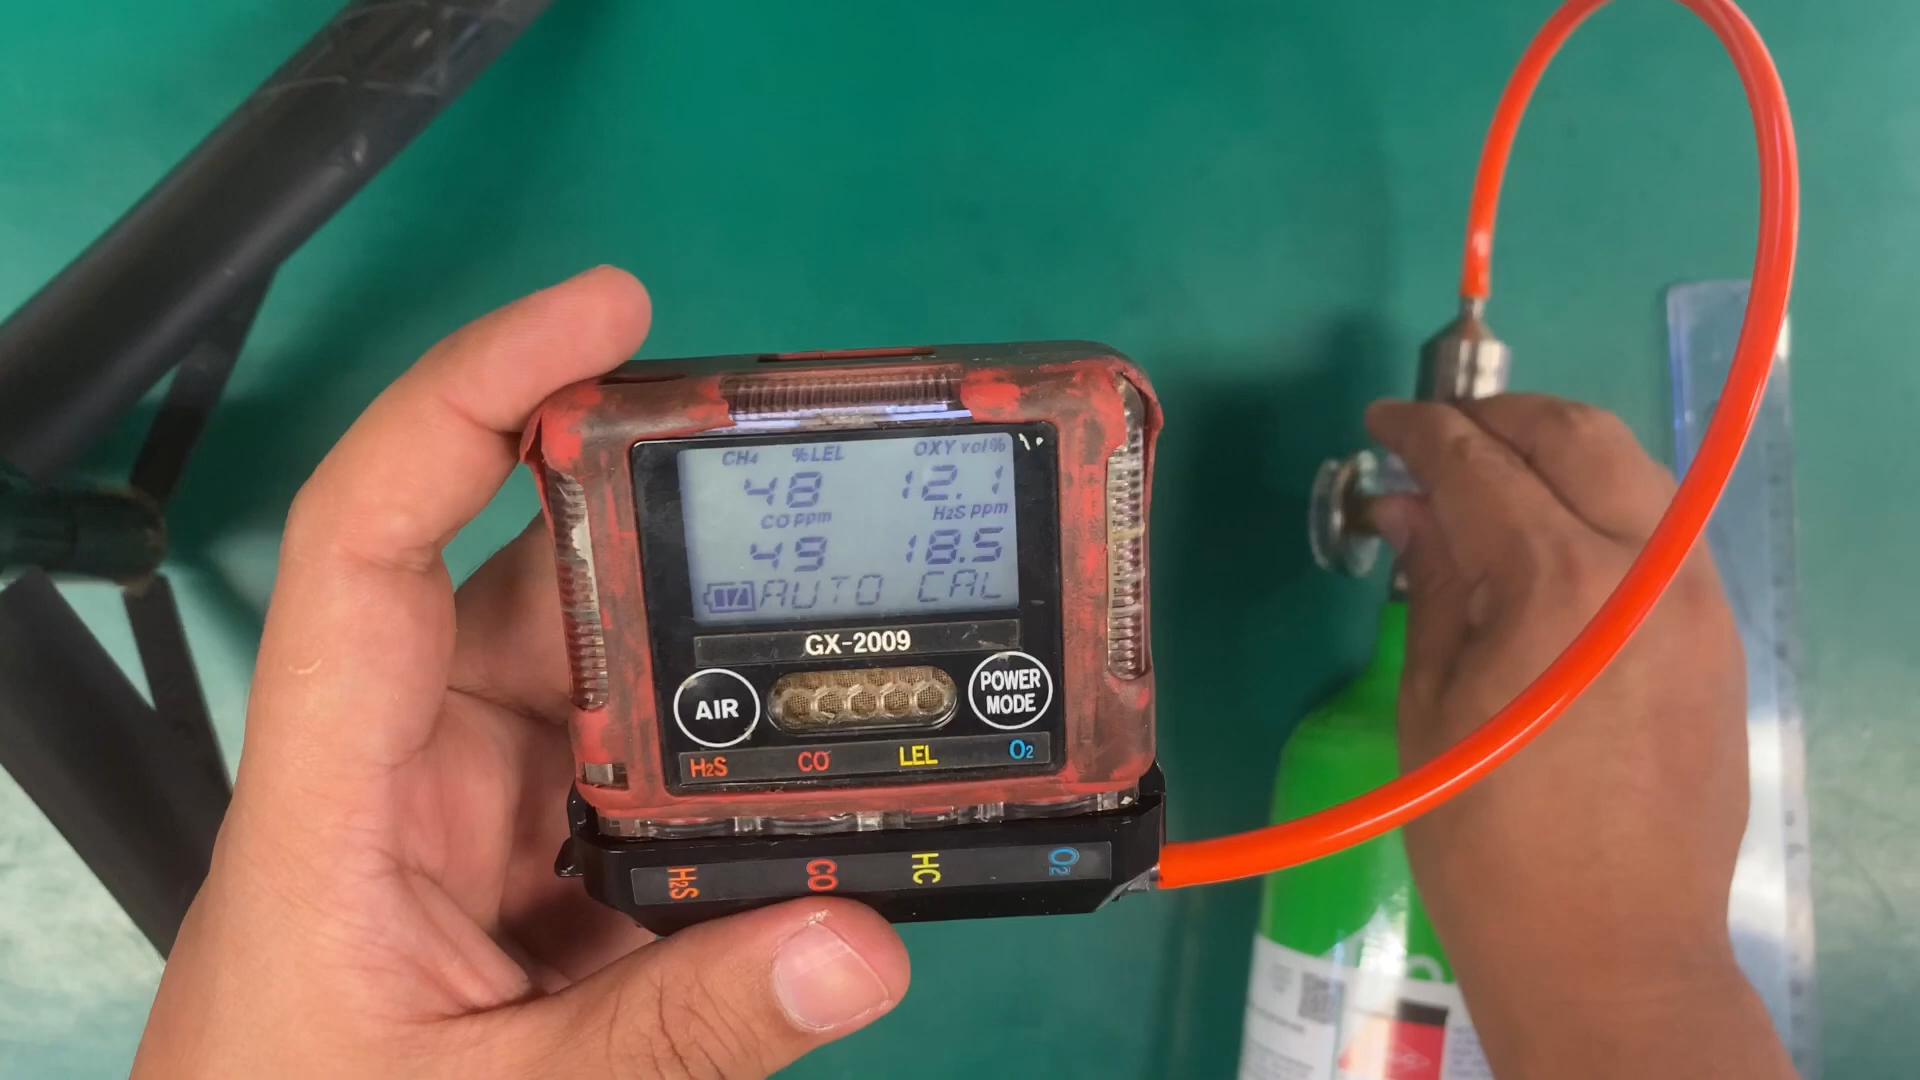 CH4 %LEL OXY vol%
48 12.1
CO ppm H2S ppm
49 18.5
AUTO CAL
GX-2009
AIR
POWER
MODE
H2S CO LEL O2
H2S CO HC O2